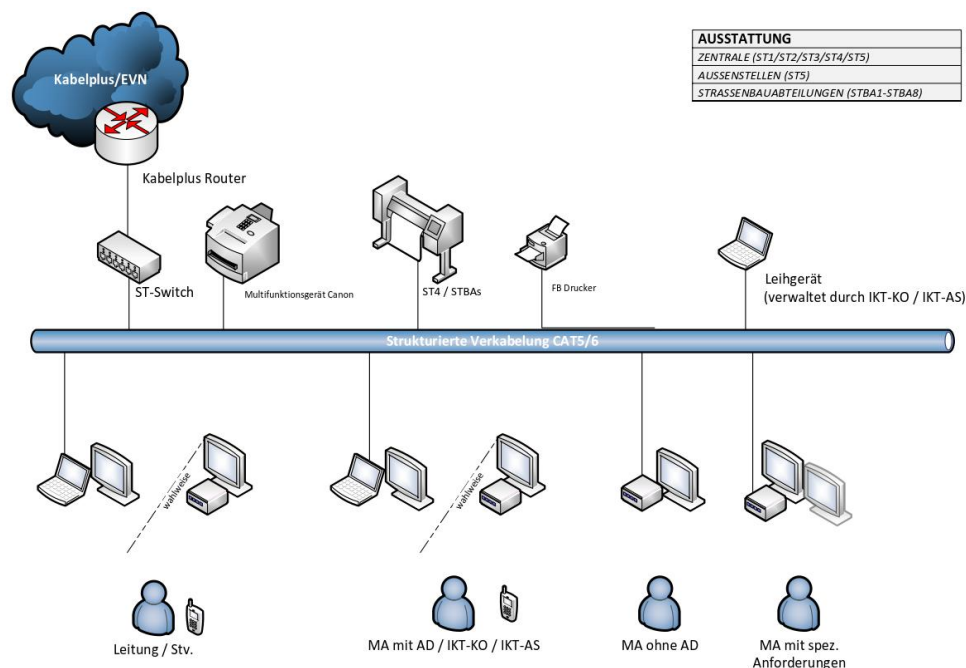 Kabelplus/EVN
AUSSTATTUNG
ZENTRALE (ST1/ST2/ST3/ST4/ST5)
AUSSENSTELLEN (ST5)
STRASSENBAUABTEILUNGEN (STBA1-STBA8)
Kabelplus Router
ST-Switch
Multifunktionsgerät Canon
ST4 / STBAs
FB Drucker
Leihgerät
(verwaltet durch IKT-KO / IKT-AS)
Strukturierte Verkabelung CAT5/6
wahlweise
wahlweise
Leitung / Stv.
MA mit AD / IKT-KO / IKT-AS
MA ohne AD
MA mit spez.
Anforderungen